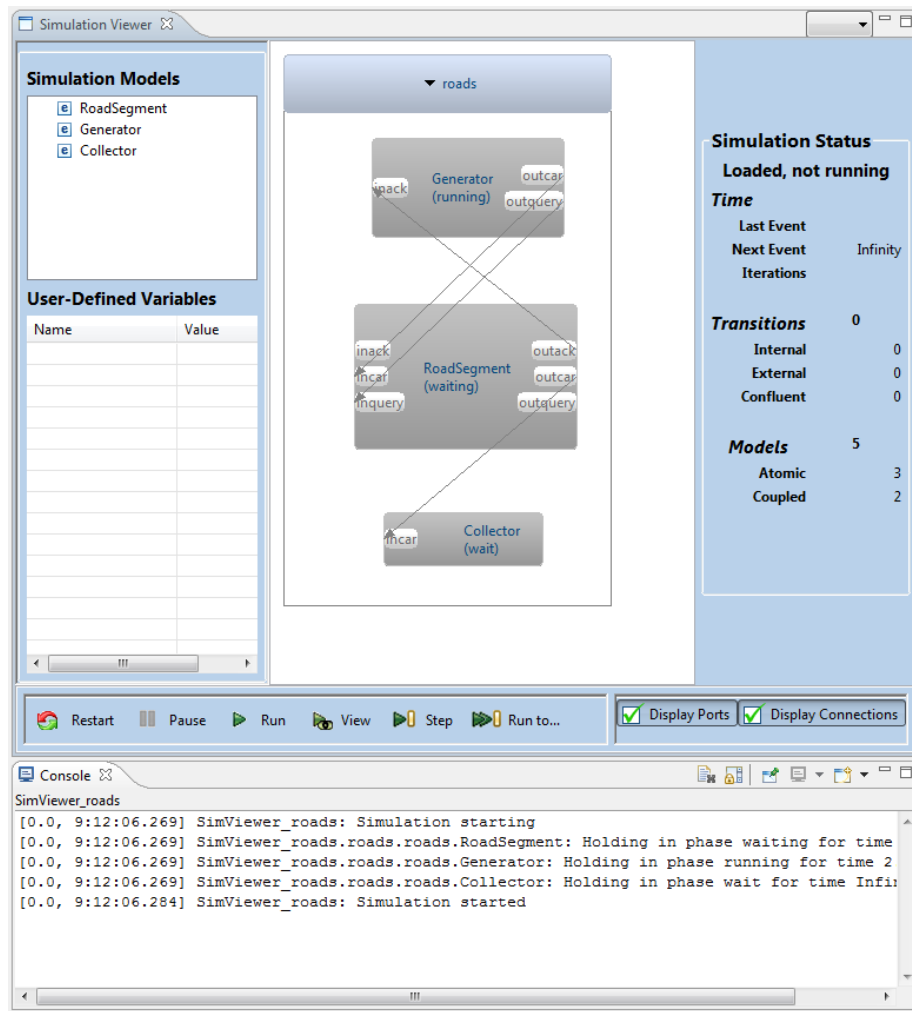 Simulation Viewer
Simulation Models
RoadSegment
Generator
Collector
User-Defined Variables
Name Value
roads
Generator
(running)
inack
outcar
outquery
RoadSegment
(waiting)
inack
incar
inquery
outack
outcar
outquery
Collector
(wait)
incar
Simulation Status
Loaded, not running
Time
Last Event
Next Event Infinity
Iterations
Transitions 0
Internal 0
External 0
Confluent 0
Models 5
Atomic 3
Coupled 2
Restart Pause Run View Step Run to... Display Ports Display Connections
Console
SimViewer_roads
[0.0, 9:12:06.269] SimViewer_roads: Simulation starting
[0.0, 9:12:06.269] SimViewer_roads.roads.roads.RoadSegment: Holding in phase waiting for time
[0.0, 9:12:06.269] SimViewer_roads.roads.roads.Generator: Holding in phase running for time 2
[0.0, 9:12:06.269] SimViewer_roads.roads.roads.Collector: Holding in phase wait for time Infi
[0.0, 9:12:06.284] SimViewer_roads: Simulation started